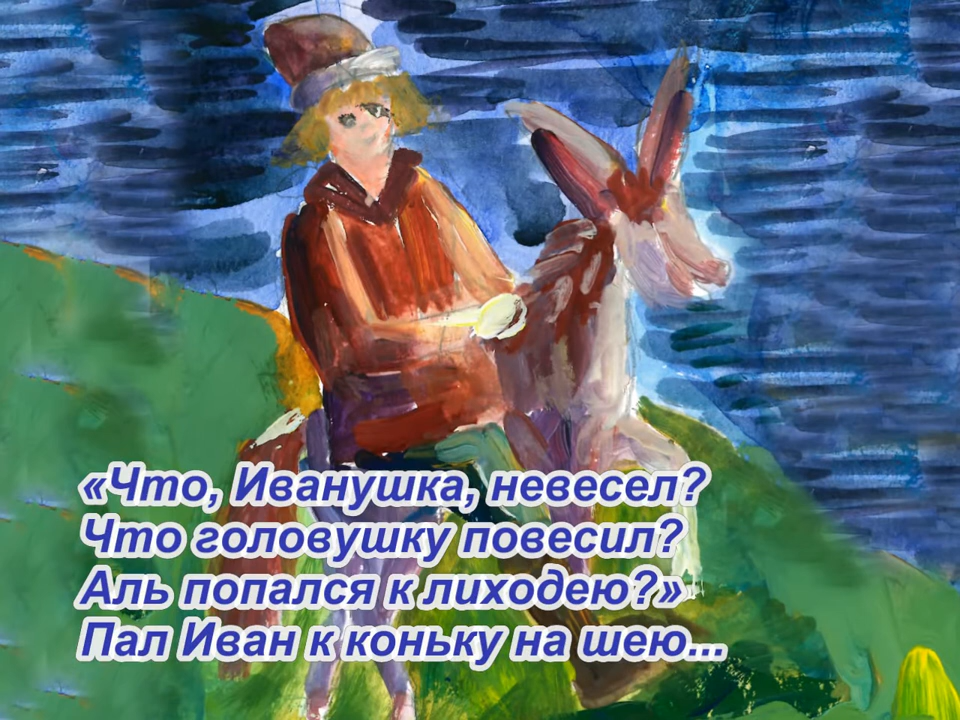 «Что, Иванушка, невесел?
Что головушку повесил?
Аль попался к лиходею?»
Пал Иван к коньку на шею...